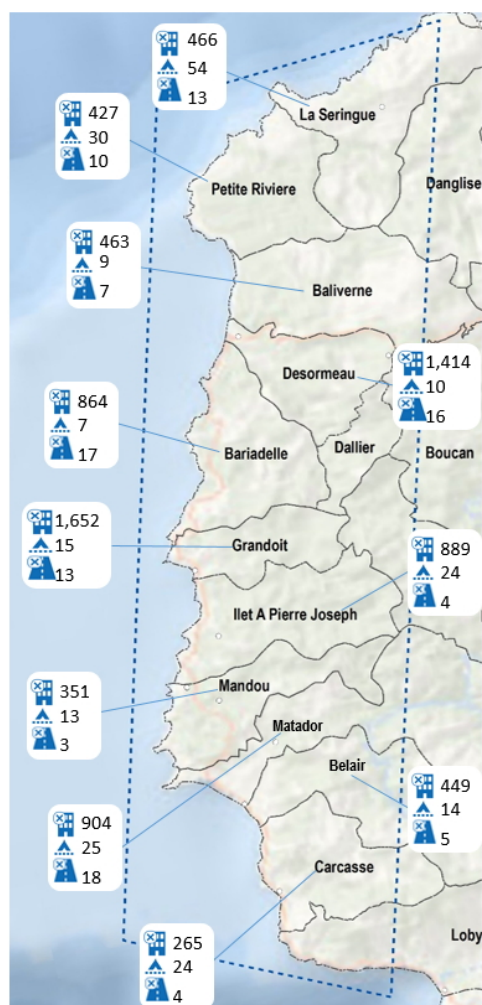 466
54
13
La Seringue
427
30
10
Petite Riviere
Danglise
463
9
7
Baliverne
Desormeau
1,414
10
16
864
7
17
Bariadelle
Dallier
Boucan
1,652
15
13
Grandoit
889
24
4
Ilet A Pierre Joseph
351
13
3
Mandou
Matador
Belair
449
14
5
904
25
18
Carcasse
265
24
4
Loby